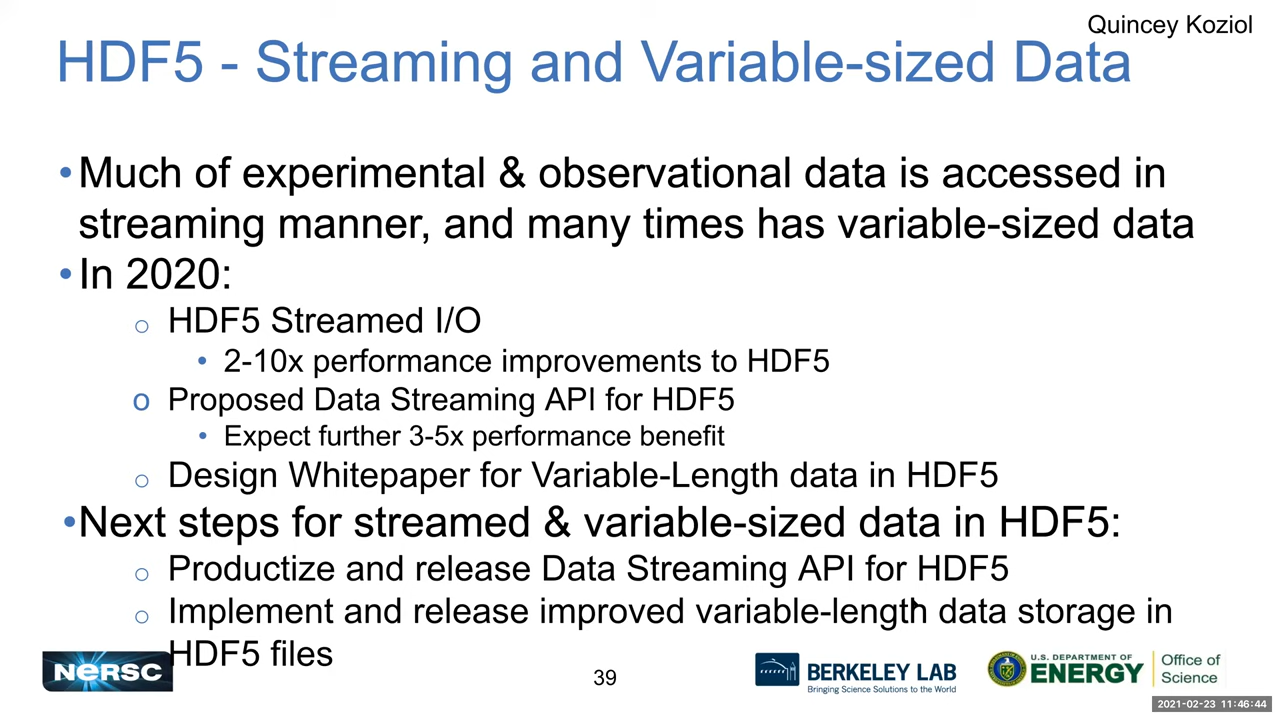 Quincey Koziol
HDF5 - Streaming and Variable-sized Data
•Much of experimental & observational data is accessed in
streaming manner, and many times has variable-sized data
•In 2020:
o HDF5 Streamed I/O
• 2-10x performance improvements to HDF5
o Proposed Data Streaming API for HDF5
• Expect further 3-5x performance benefit
o Design Whitepaper for Variable-Length data in HDF5
•Next steps for streamed & variable-sized data in HDF5:
o Productize and release Data Streaming API for HDF5
o Implement and release improved variable-length data storage in
HDF5 files
NERSC
39
BERKELEY LAB
Bringing Science Solutions to the World
U.S. DEPARTMENT OF
ENERGY
Office of
Science
2021-02-23 11:46:44